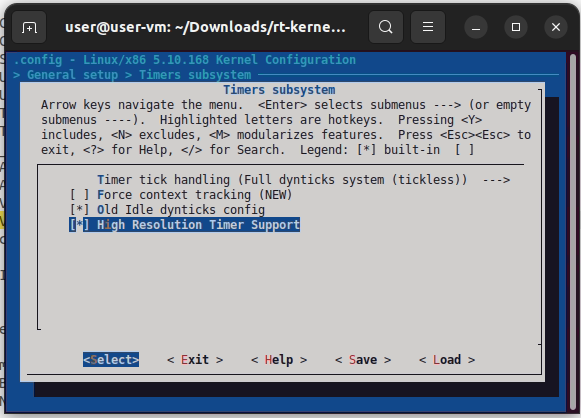 user@user-vm: ~/Downloads/rt-kerne...
.config - Linux/x86 5.10.168 Kernel Configuration
> General setup > Timers subsystem
Timers subsystem
Arrow keys navigate the menu. <Enter> selects submenus ---> (or empty
submenus ----). Highlighted letters are hotkeys. Pressing <Y>
includes, <N> excludes, <M> modularizes features. Press <Esc><Esc> to
exit, <?> for Help, </> for Search. Legend: [*] built-in [ ]
Timer tick handling (Full dynticks system (tickless)) --->
[ ] Force context tracking (NEW)
[*] Old Idle dynticks config
[*] High Resolution Timer Support
<Select> < Exit > < Help > < Save > < Load >